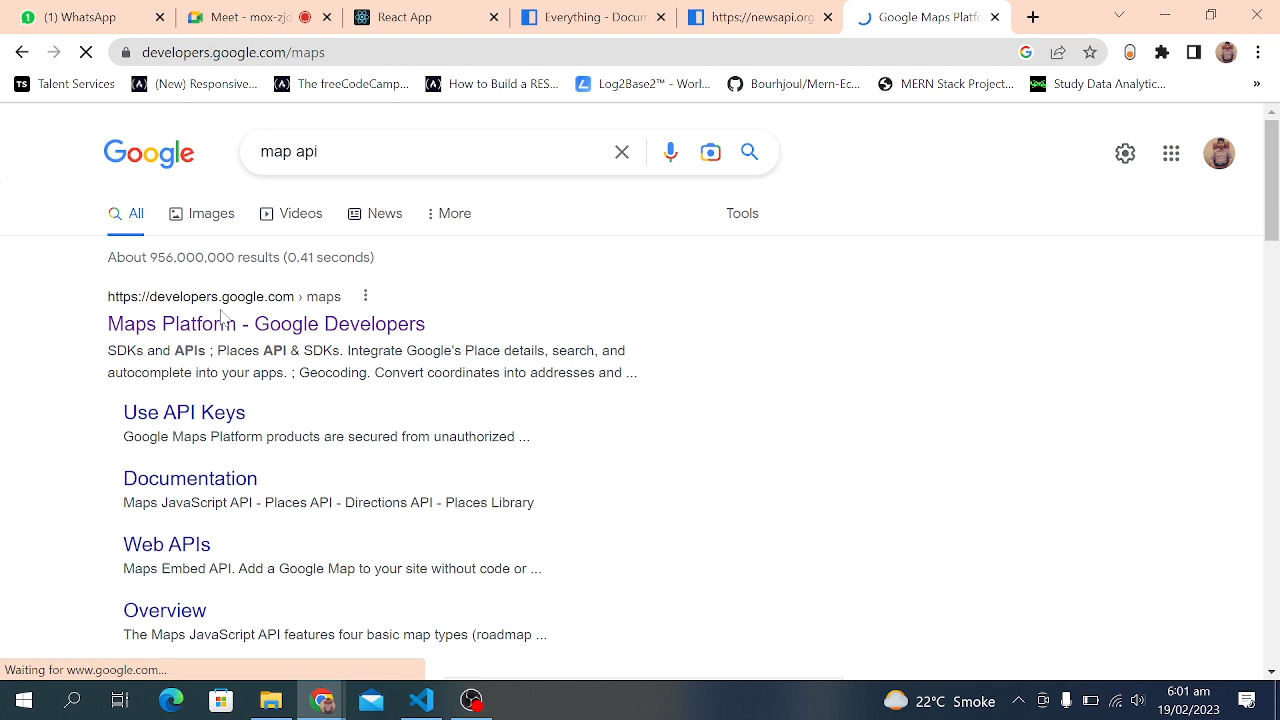 (1) WhatsApp
Meet - mox-zjc
React App
Everything - Docum
https://newsapi.org
Google Maps Platfo
developers.google.com/maps
TS Talent Services
(New) Responsive...
The freeCodeCamp...
How to Build a RES...
Log2Base2™ - Worl...
Bourhjoul/Mern-Ec...
MERN Stack Project...
Study Data Analytic...
»
Google
map api
All
Images
Videos
News
More
Tools
About 956,000,000 results (0.41 seconds)
https://developers.google.com › maps
Maps Platform - Google Developers
SDKs and APIs ; Places API & SDKs. Integrate Google's Place details, search, and
autocomplete into your apps. ; Geocoding. Convert coordinates into addresses and ...
Use API Keys
Google Maps Platform products are secured from unauthorized ...
Documentation
Maps JavaScript API - Places API - Directions API - Places Library
Web APIs
Maps Embed API. Add a Google Map to your site without code or ...
Overview
The Maps JavaScript API features four basic map types (roadmap ...
Waiting for www.google.com...
22°C Smoke
6:01 am
19/02/2023